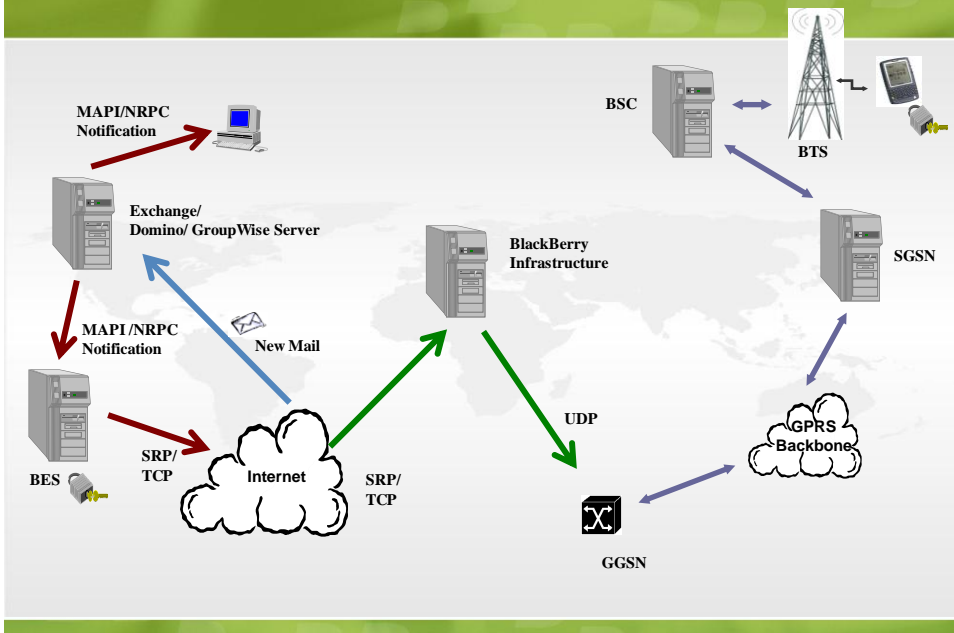 MAPI/NRPC
Notification
BSC
BTS
Exchange/
Domino/ GroupWise Server
BlackBerry
Infrastructure
SGSN
MAPI /NRPC
Notification
New Mail
UDP
GPRS
Backbone
SRP/
TCP
Internet
SRP/
TCP
BES
GGSN